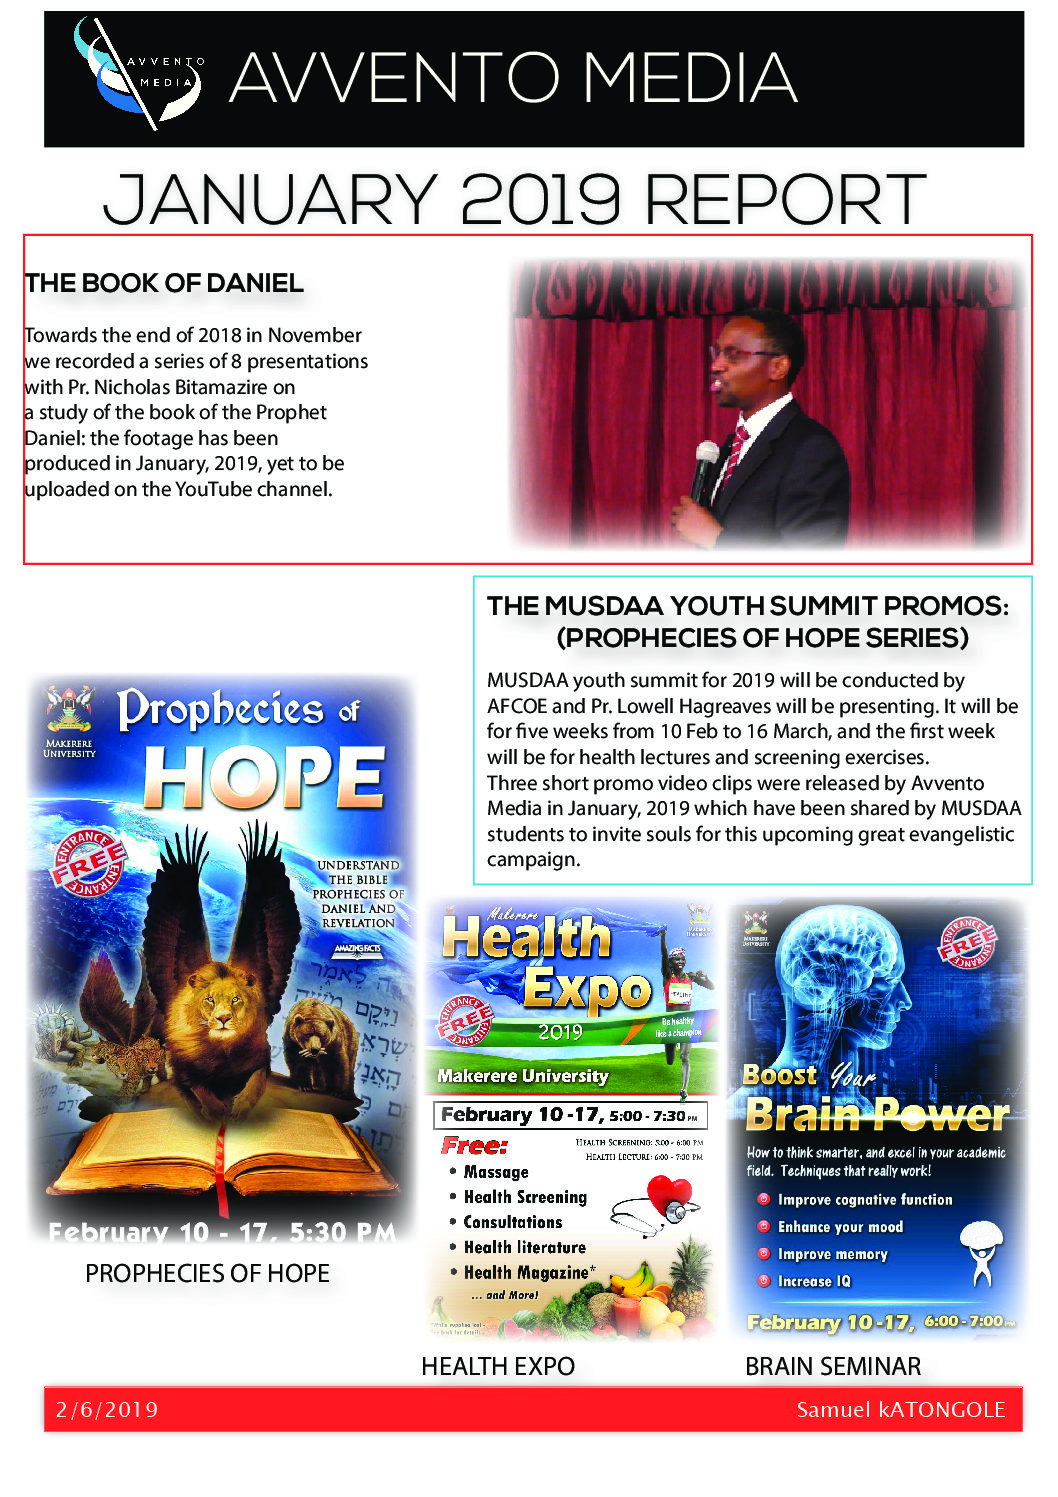 AVVENTO
MEDIA
AVVENTO MEDIA
JANUARY 2019 REPORT
THE BOOK OF DANIEL
Towards the end of 2018 in November
we recorded a series of 8 presentations
with Pr. Nicholas Bitamazire on
a study of the book of the Prophet
Daniel: the footage has been
produced in January, 2019, yet to be
uploaded on the YouTube channel.
THE MUSDAA YOUTH SUMMIT PROMOS:
(PROPHECIES OF HOPE SERIES)
MUSDAA youth summit for 2019 will be conducted by
AFCOE and Pr. Lowell Hagreaves will be presenting. It will be
for five weeks from 10 Feb to 16 March, and the first week
will be for health lectures and screening exercises.
Three short promo video clips were released by Avvento
Media in January, 2019 which have been shared by MUSDAA
students to invite souls for this upcoming great evangelistic
campaign.
MAKERERE
UNIVERSITY
Prophecies of
HOPE
ENTRANCE
FREE
ENTRANCE
UNDERSTAND
THE BIBLE
PROPHECIES OF
DANIEL AND
REVELATION
AMAZING FACTS
February 10 - 17, 5:30 PM
PROPHECIES OF HOPE
Makerere
Health
Expo
2019
MAKERERE
UNIVERSITY
ENTRANCE
FREE
ENTRANCE
Be healthy
like a champion
Makerere University
February 10 -17, 5:00 - 7:30 PM
Free:
HEALTH SCREENING: 5:00 - 6:00 PM
HEALTH LECTURE: 6:00 - 7:00 PM
• Massage
• Health Screening
• Consultations
• Health literature
• Health Magazine*
... and More!
HEALTH EXPO
MAKERERE
UNIVERSITY
ENTRANCE
FREE
ENTRANCE
Boost Your
Brain Power
How to think smarter, and excel in your academic
field. Techniques that really work!
Improve cognative function
Enhance your mood
Improve memory
Increase IQ
February 10 -17, 6:00 - 7:00 PM
BRAIN SEMINAR
2/6/2019
Samuel kATONGOLE